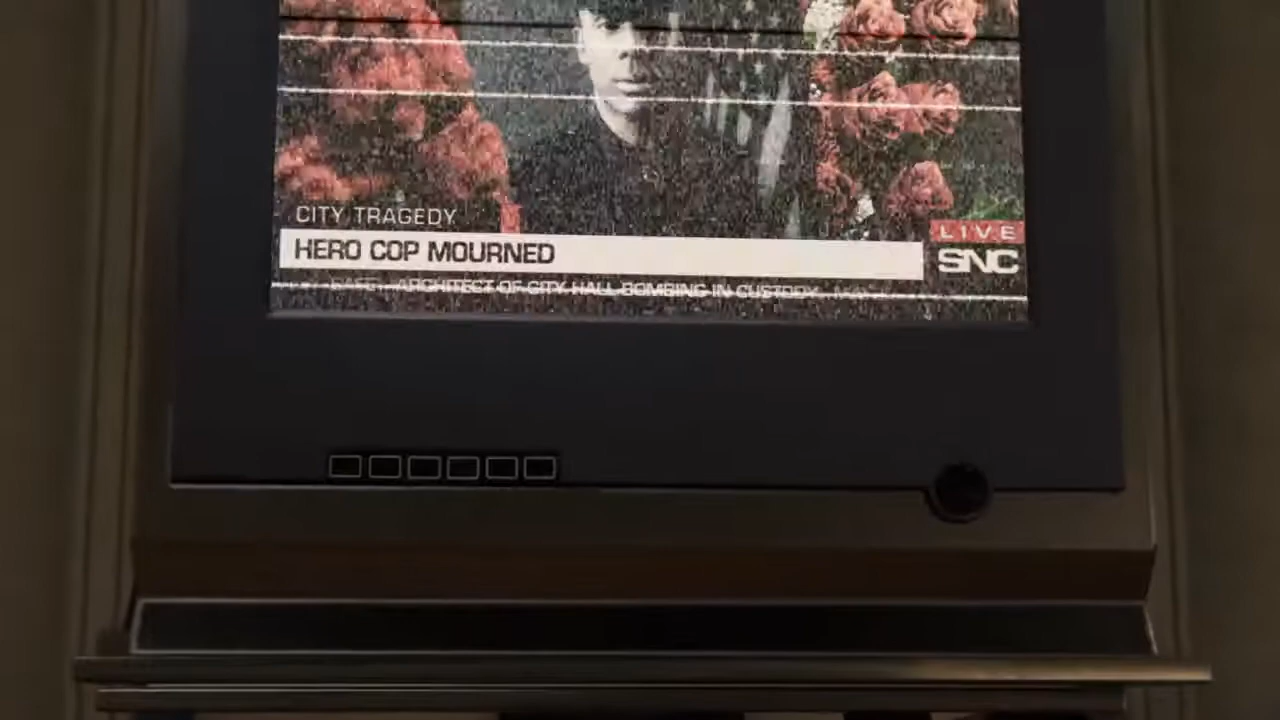 CITY TRAGEDY
HERO COP MOURNED
LIVE
SNC
ARCHITECT OF CITY HALL BOMBING IN CUSTODY